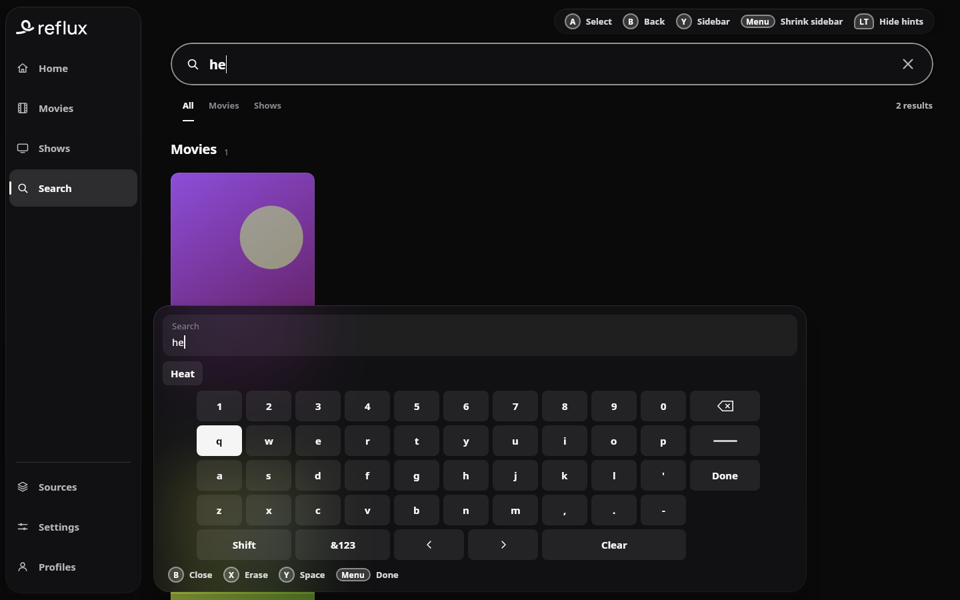 reflux
A Select B Back Y Sidebar Menu Shrink sidebar LT Hide hints
Home
Movies
Shows
Search
Sources
Settings
Profiles
he
All Movies Shows 2 results
Movies 1
Search
he
Heat
1 2 3 4 5 6 7 8 9 0
q w e r t y u i o p
a s d f g h j k l ' Done
z x c v b n m , . -
Shift &123 Clear
B Close X Erase Y Space Menu Done